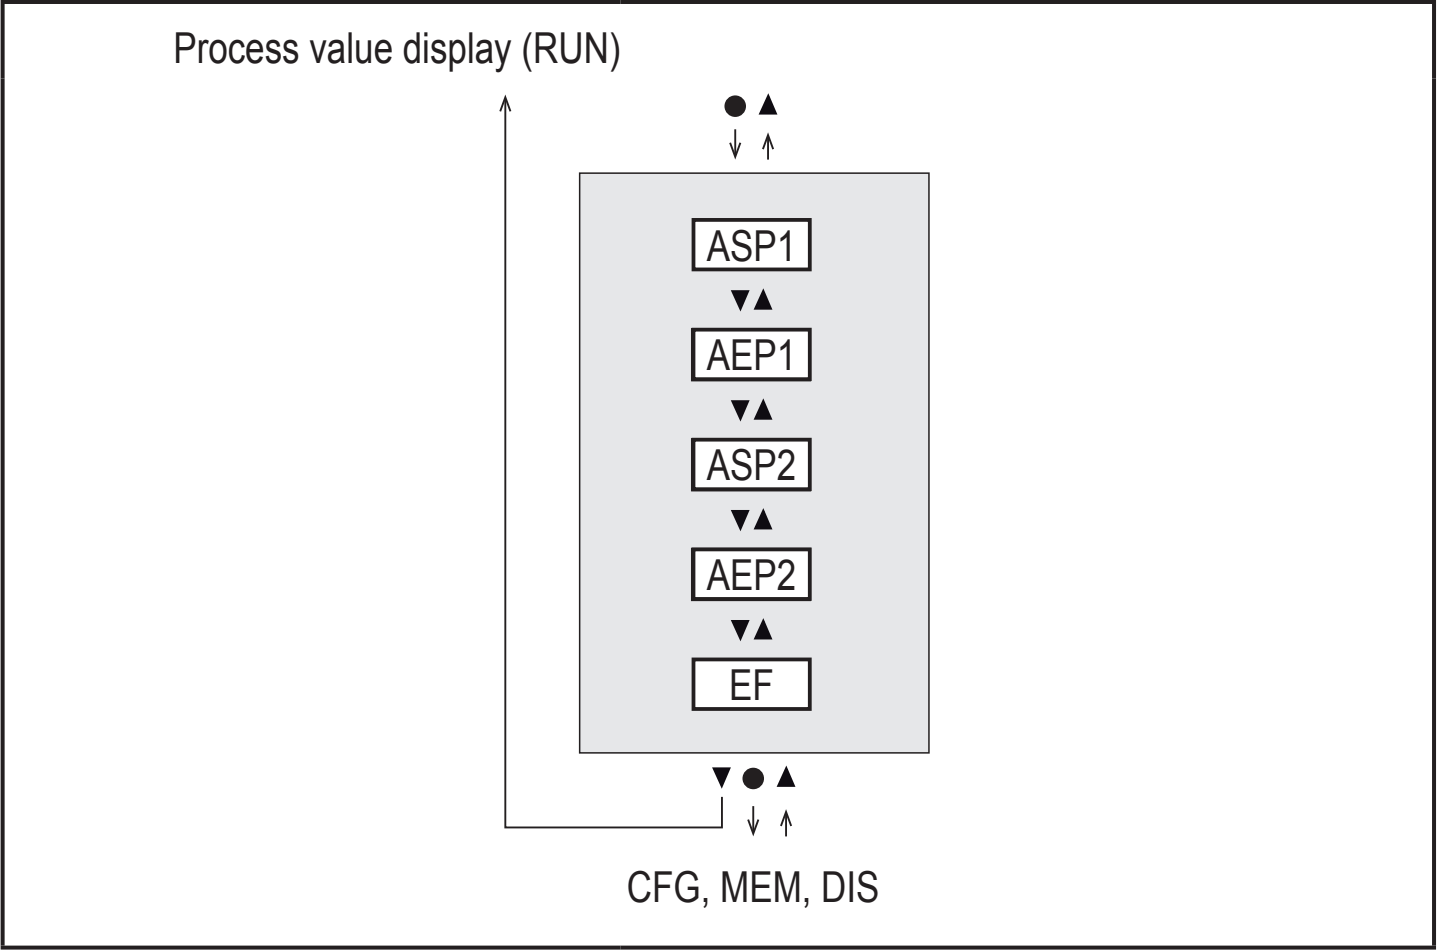 Process value display (RUN)
ASP1
AEP1
ASP2
AEP2
EF
CFG, MEM, DIS